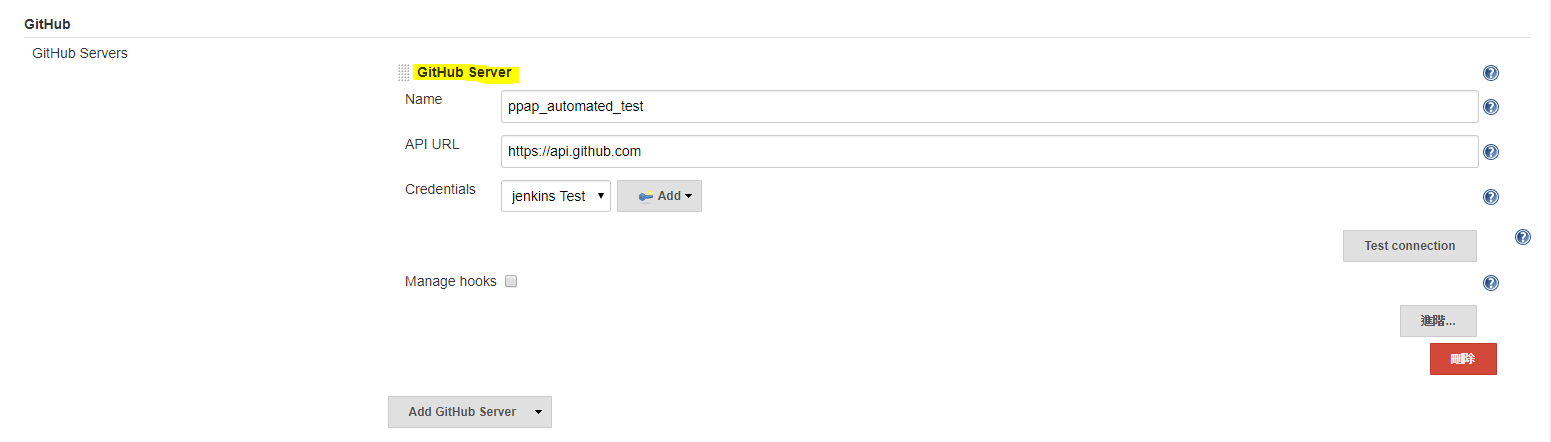 GitHub
GitHub Servers
GitHub Server
Name ppap_automated_test
API URL https://api.github.com
Credentials jenkins Test Add
Test connection
Manage hooks
進階...
刪除
Add GitHub Server